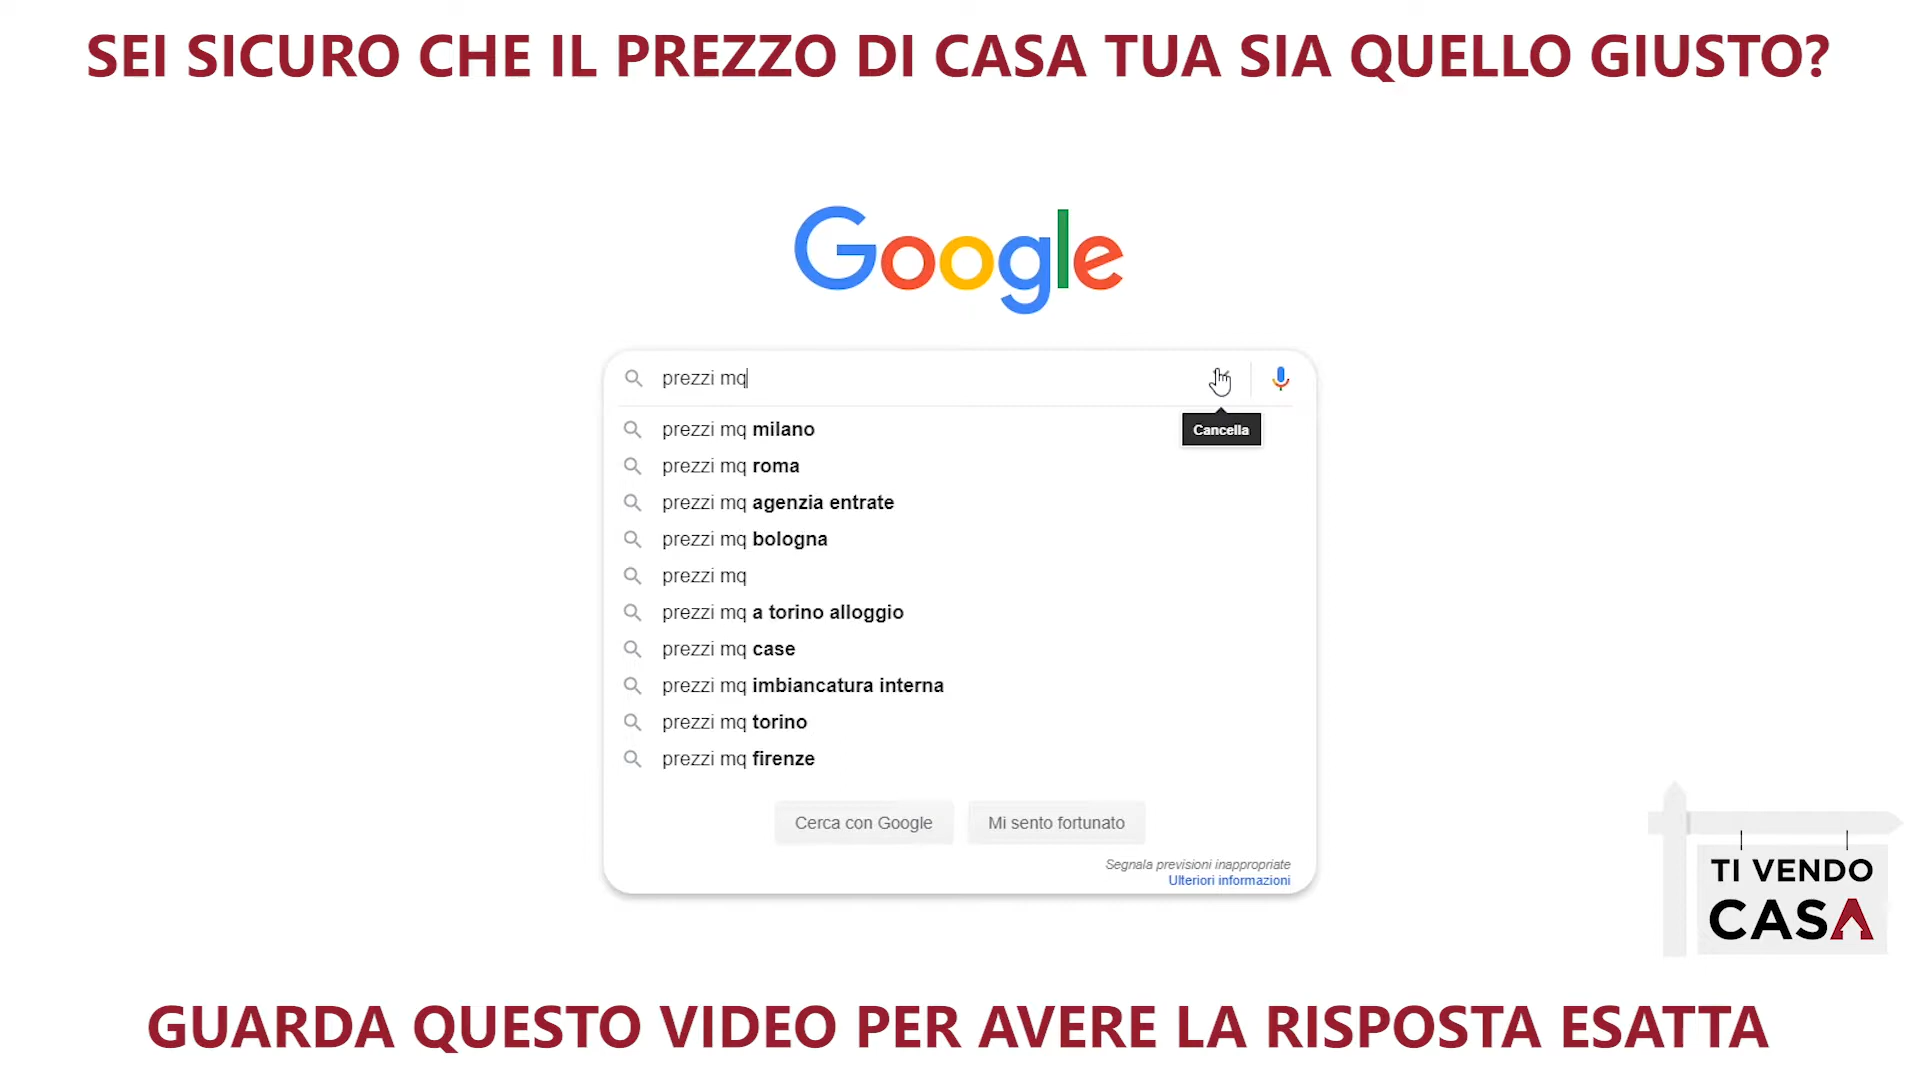 SEI SICURO CHE IL PREZZO DI CASA TUA SIA QUELLO GIUSTO?
Google
prezzi mq
Cancella
prezzi mq milano
prezzi mq roma
prezzi mq agenzia entrate
prezzi mq bologna
prezzi mq
prezzi mq a torino alloggio
prezzi mq case
prezzi mq imbiancatura interna
prezzi mq torino
prezzi mq firenze
Cerca con Google
Mi sento fortunato
Segnala previsioni inappropriate
Ulteriori informazioni
TI VENDO
CASA
GUARDA QUESTO VIDEO PER AVERE LA RISPOSTA ESATTA